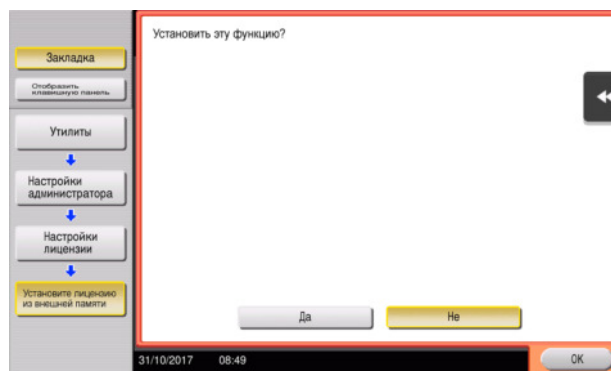 Установить эту функцию?
Закладка
Отобразить
клавишную панель
Утилиты
Настройки
администратора
Настройки
лицензии
Установите лицензию
из внешней памяти
Да
Не
31/10/2017 08:49
OK